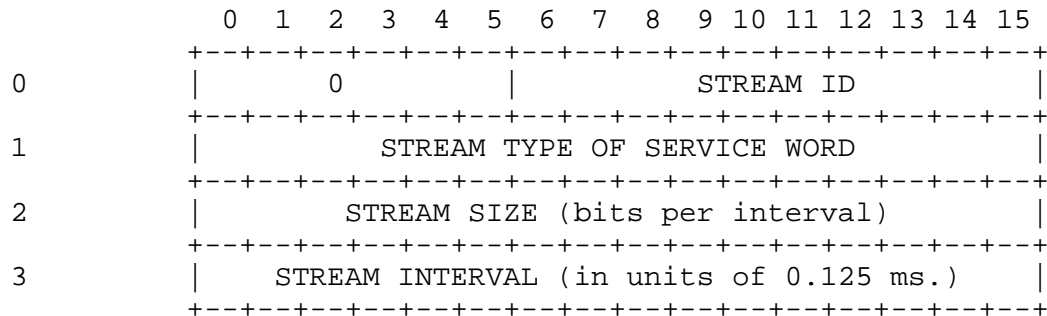 0  1  2  3  4  5  6  7  8  9 10 11 12 13 14 15
               +--+--+--+--+--+--+--+--+--+--+--+--+--+--+--+--+
0              |       0         |          STREAM ID          |
               +--+--+--+--+--+--+--+--+--+--+--+--+--+--+--+--+
1              |          STREAM TYPE OF SERVICE WORD          |
               +--+--+--+--+--+--+--+--+--+--+--+--+--+--+--+--+
2              |        STREAM SIZE (bits per interval)        |
               +--+--+--+--+--+--+--+--+--+--+--+--+--+--+--+--+
3              |    STREAM INTERVAL (in units of 0.125 ms.)    |
               +--+--+--+--+--+--+--+--+--+--+--+--+--+--+--+--+